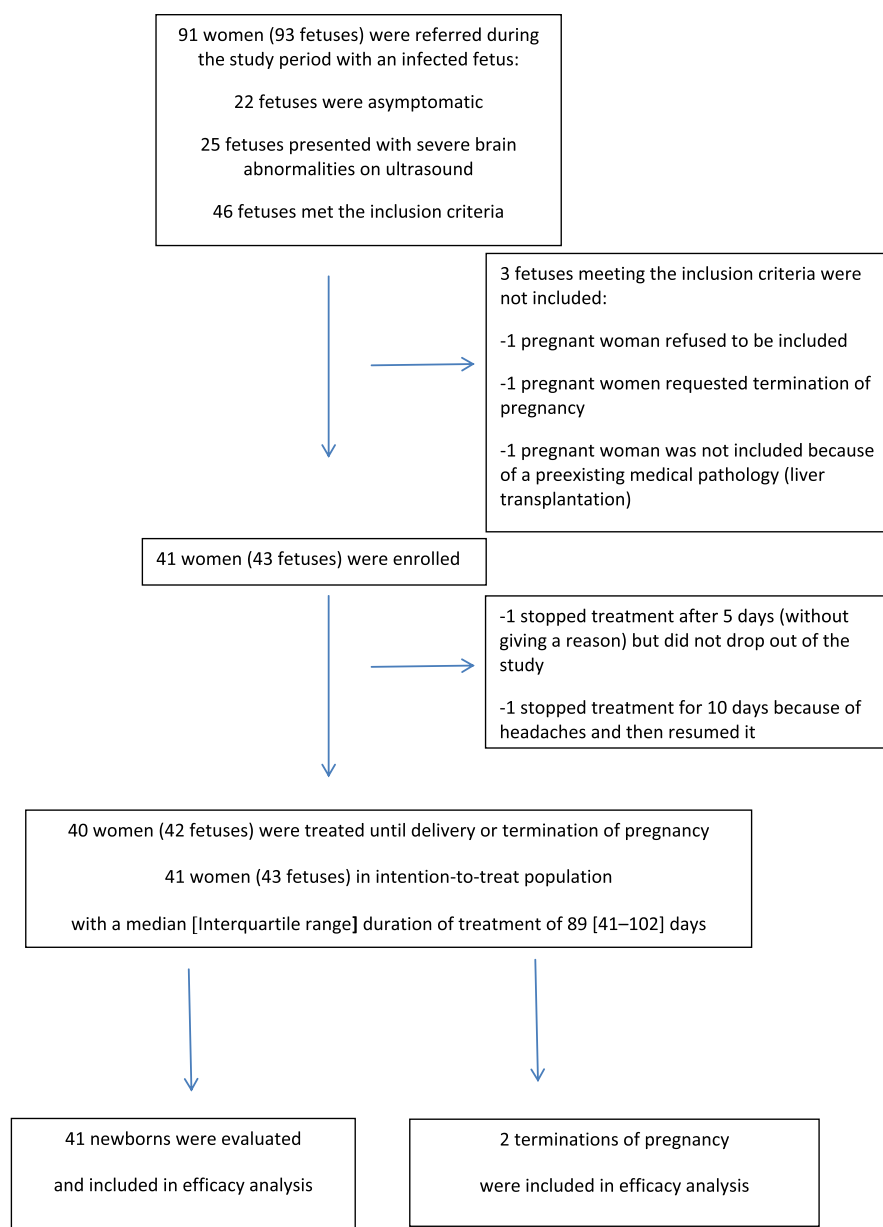 91 women (93 fetuses) were referred during
the study period with an infected fetus:
22 fetuses were asymptomatic
25 fetuses presented with severe brain
abnormalities on ultrasound
46 fetuses met the inclusion criteria
3 fetuses meeting the inclusion criteria were
not included:
-1 pregnant woman refused to be included
-1 pregnant women requested termination of
pregnancy
-1 pregnant woman was not included because
of a preexisting medical pathology (liver
transplantation)
41 women (43 fetuses) were enrolled
-1 stopped treatment after 5 days (without
giving a reason) but did not drop out of the
study
-1 stopped treatment for 10 days because of
headaches and then resumed it
40 women (42 fetuses) were treated until delivery or termination of pregnancy
41 women (43 fetuses) in intention-to-treat population
with a median [Interquartile range] duration of treatment of 89 [41–102] days
41 newborns were evaluated
and included in efficacy analysis
2 terminations of pregnancy
were included in efficacy analysis